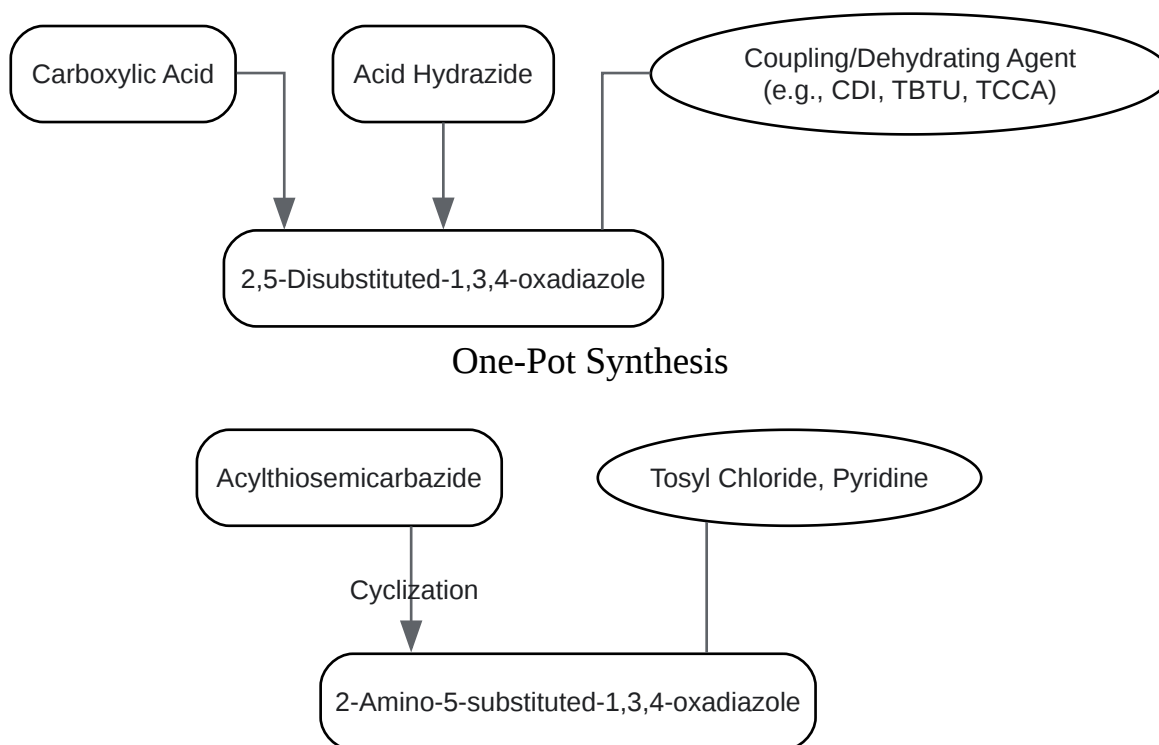 Carboxylic Acid
Acid Hydrazide
Coupling/Dehydrating Agent
(e.g., CDI, TBTU, TCCA)
2,5-Disubstituted-1,3,4-oxadiazole
One-Pot Synthesis
Acylthiosemicarbazide
Tosyl Chloride, Pyridine
Cyclization
2-Amino-5-substituted-1,3,4-oxadiazole